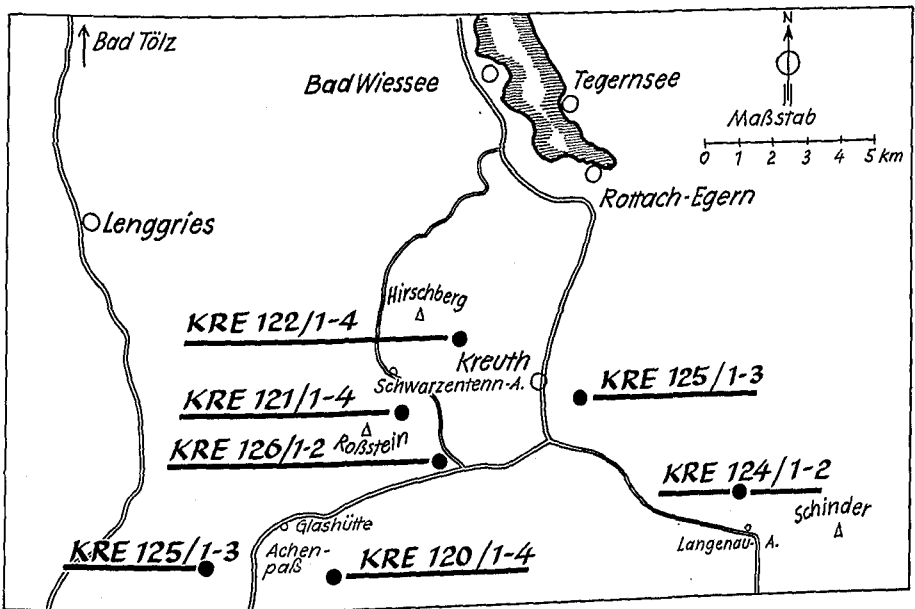 Bad Tölz
N
Bad Wiessee
Tegernsee
Maßstab
0 1 2 3 4 5 km
Rottach-Egern
Lenggries
Hirschberg
KRE 122/1-4
Kreuth
Schwarzentenn-A.
KRE 125/1-3
KRE 121/1-4
Roßstein
KRE 126/1-2
KRE 124/1-2
Schinder
Glashütte
Langenau-A.
Achen-
paß
KRE 125/1-3
KRE 120/1-4